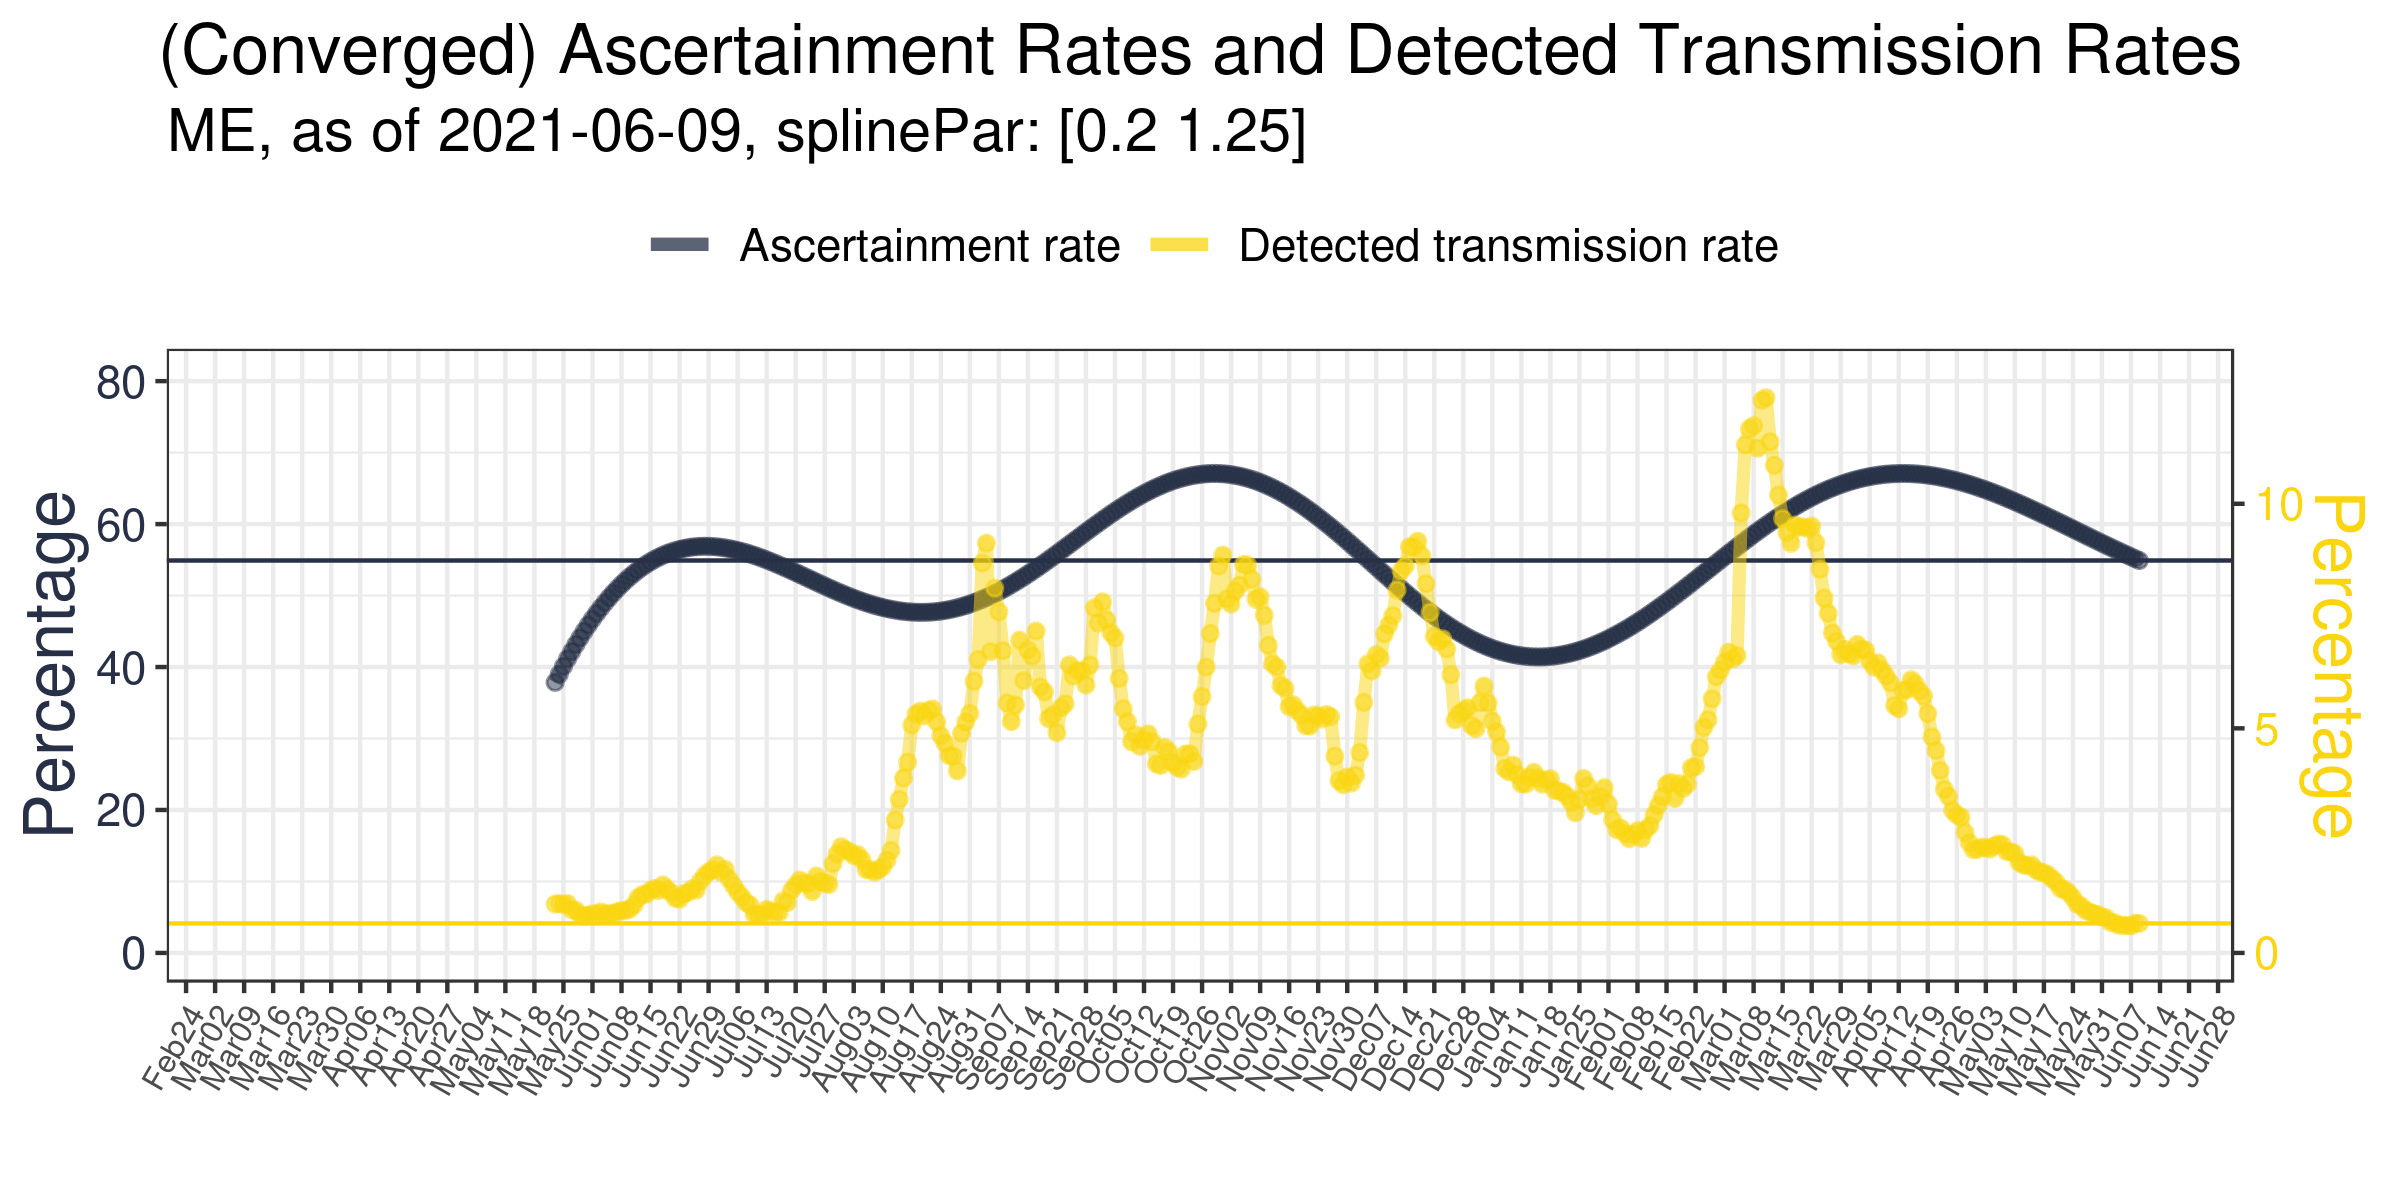 (Converged) Ascertainment Rates and Detected Transmission Rates
ME, as of 2021-06-09, splinePar: [0.2 1.25]
Ascertainment rate Detected transmission rate
80
60
40
20
0
Percentage
10
5
0
Percentage
Feb24
Mar02
Mar09
Mar16
Mar23
Mar30
Apr06
Apr13
Apr20
Apr27
May04
May11
May18
May25
Jun01
Jun08
Jun15
Jun22
Jun29
Jul06
Jul13
Jul20
Jul27
Aug03
Aug10
Aug17
Aug24
Aug31
Sep07
Sep14
Sep21
Sep28
Oct05
Oct12
Oct19
Oct26
Nov02
Nov09
Nov16
Nov23
Nov30
Dec07
Dec14
Dec21
Dec28
Jan04
Jan11
Jan18
Jan25
Feb01
Feb08
Feb15
Feb22
Mar01
Mar08
Mar15
Mar22
Mar29
Apr05
Apr12
Apr19
Apr26
May03
May10
May17
May24
May31
Jun07
Jun14
Jun21
Jun28